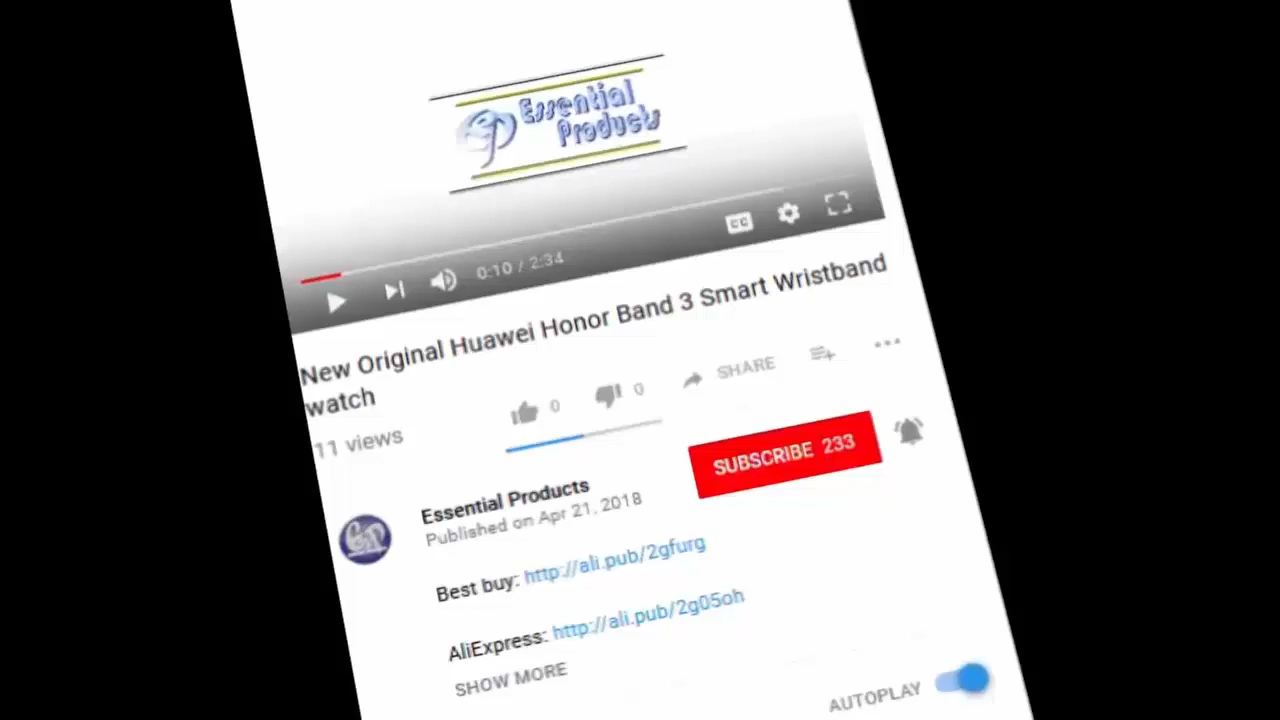 Essential
Products
CC
0:10 / 2:34
New Original Huawei Honor Band 3 Smart Wristband
watch
0 0 SHARE
11 views
SUBSCRIBE 233
Essential Products
Published on Apr 21, 2018
Best buy: http://ali.pub/2gfurg
AliExpress: http://ali.pub/2g05oh
SHOW MORE
AUTOPLAY